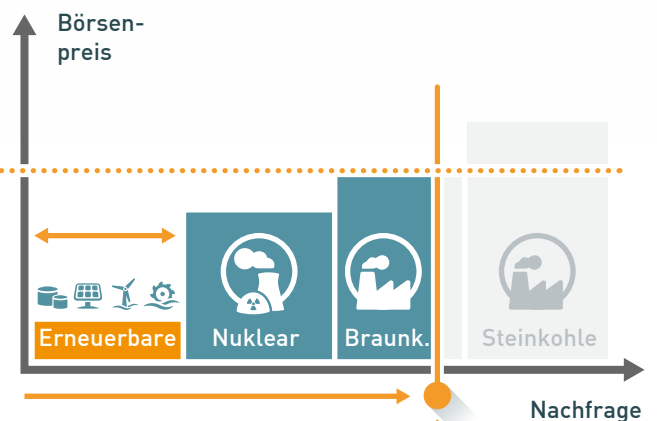 Börsen-
preis
Erneuerbare
Nuklear
Braunk.
Steinkohle
Nachfrage